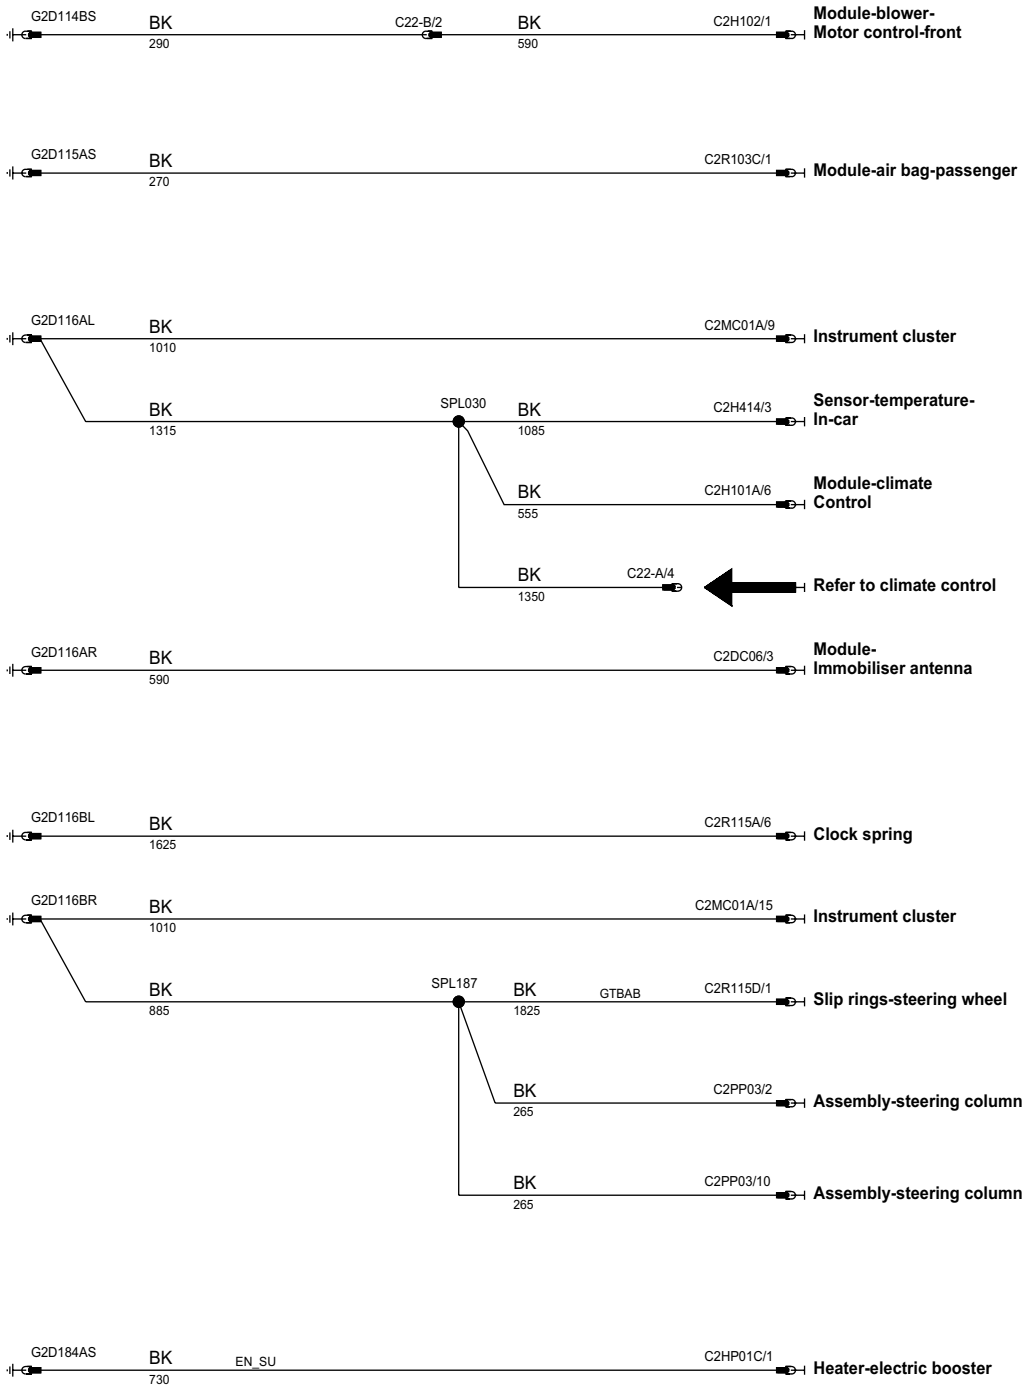 G2D114BS
BK
290
C22-B/2
BK
590
C2H102/1
Module-blower-
Motor control-front
G2D115AS
BK
270
C2R103C/1
Module-air bag-passenger
G2D116AL
BK
1010
C2MC01A/9
Instrument cluster
BK
1315
SPL030
BK
1085
C2H414/3
Sensor-temperature-
In-car
BK
555
C2H101A/6
Module-climate
Control
BK
1350
C22-A/4
Refer to climate control
G2D116AR
BK
590
C2DC06/3
Module-
Immobiliser antenna
G2D116BL
BK
1625
C2R115A/6
Clock spring
G2D116BR
BK
1010
C2MC01A/15
Instrument cluster
BK
885
SPL187
BK
1825
GTBAB
C2R115D/1
Slip rings-steering wheel
BK
265
C2PP03/2
Assembly-steering column
BK
265
C2PP03/10
Assembly-steering column
G2D184AS
BK
730
EN_SU
C2HP01C/1
Heater-electric booster